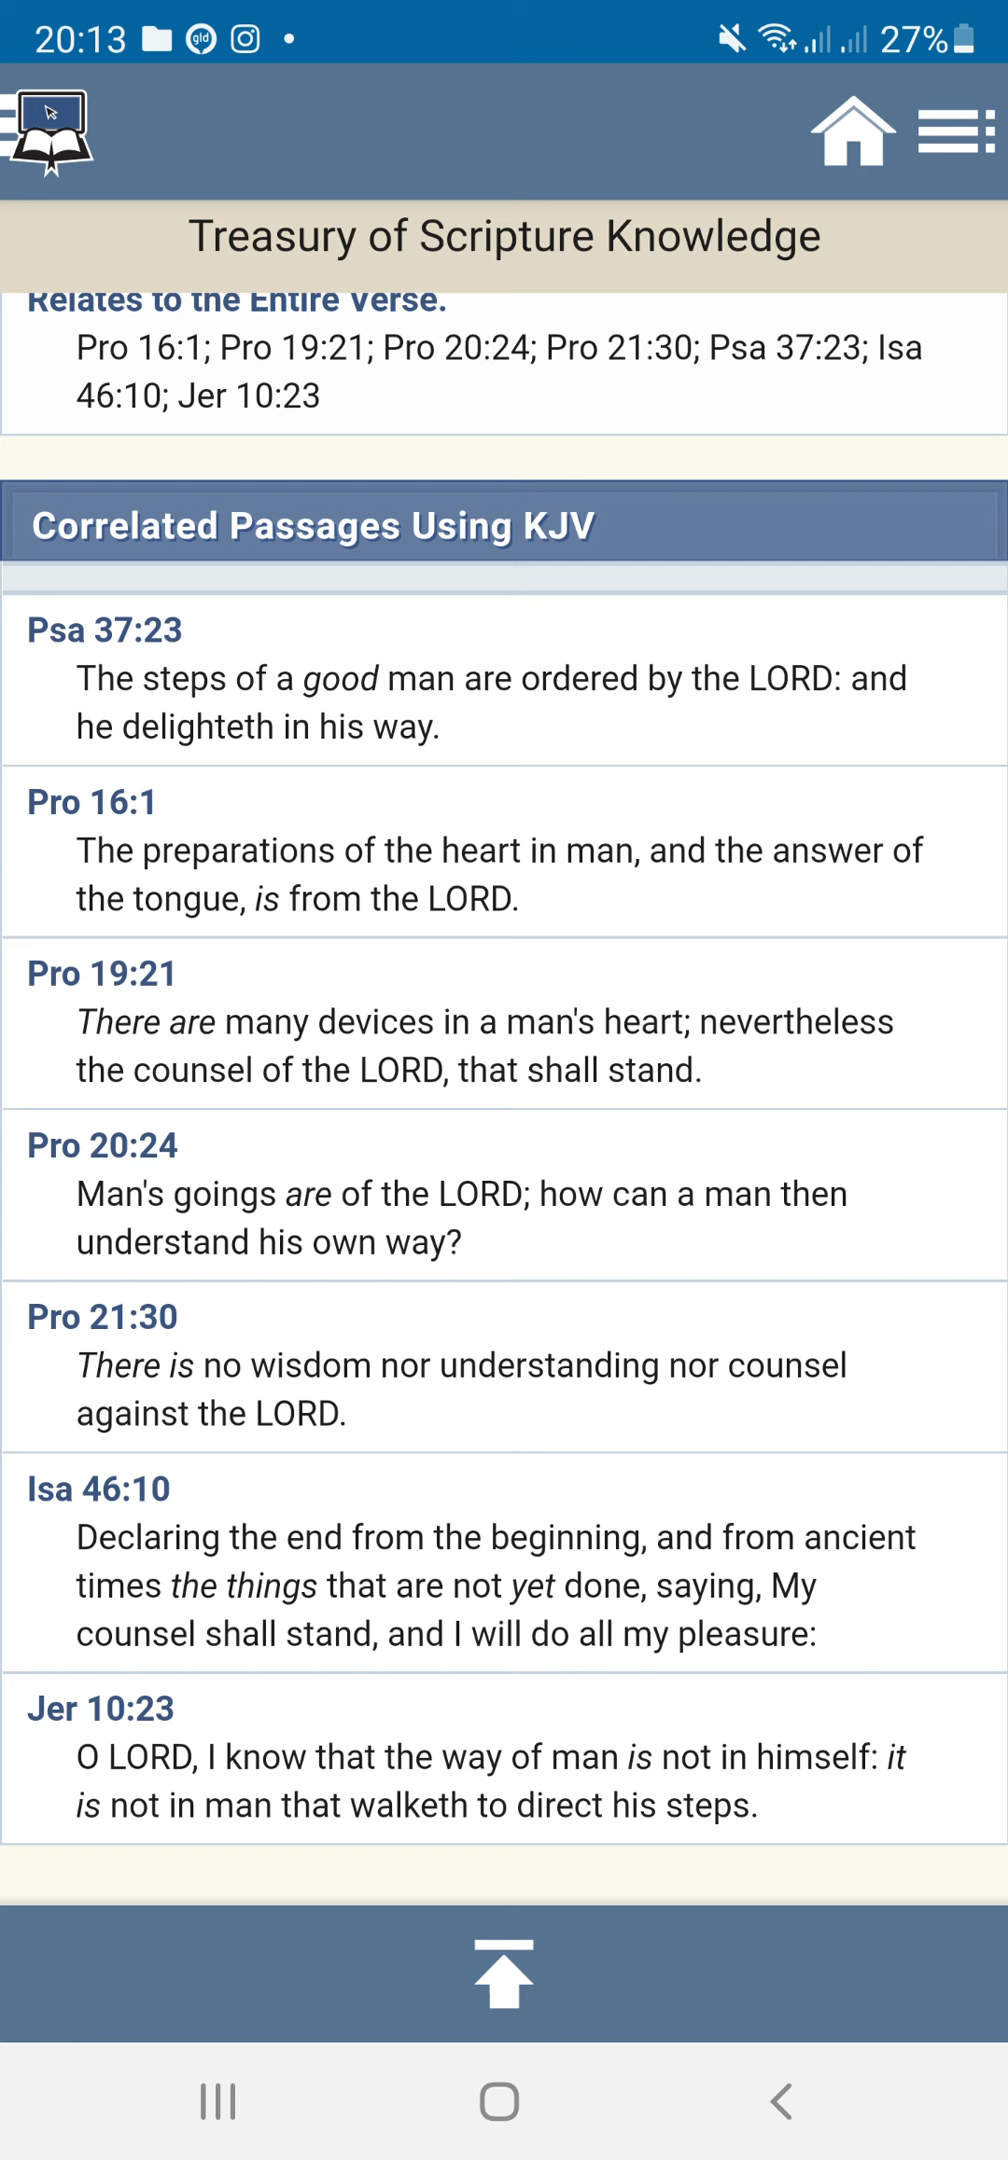 20:13 gld 27%
Treasury of Scripture Knowledge
Relates to the Entire Verse.
Pro 16:1; Pro 19:21; Pro 20:24; Pro 21:30; Psa 37:23; Isa
46:10; Jer 10:23
Correlated Passages Using KJV
Psa 37:23
The steps of a good man are ordered by the LORD: and
he delighteth in his way.
Pro 16:1
The preparations of the heart in man, and the answer of
the tongue, is from the LORD.
Pro 19:21
There are many devices in a man's heart; nevertheless
the counsel of the LORD, that shall stand.
Pro 20:24
Man's goings are of the LORD; how can a man then
understand his own way?
Pro 21:30
There is no wisdom nor understanding nor counsel
against the LORD.
Isa 46:10
Declaring the end from the beginning, and from ancient
times the things that are not yet done, saying, My
counsel shall stand, and I will do all my pleasure:
Jer 10:23
O LORD, I know that the way of man is not in himself: it
is not in man that walketh to direct his steps.